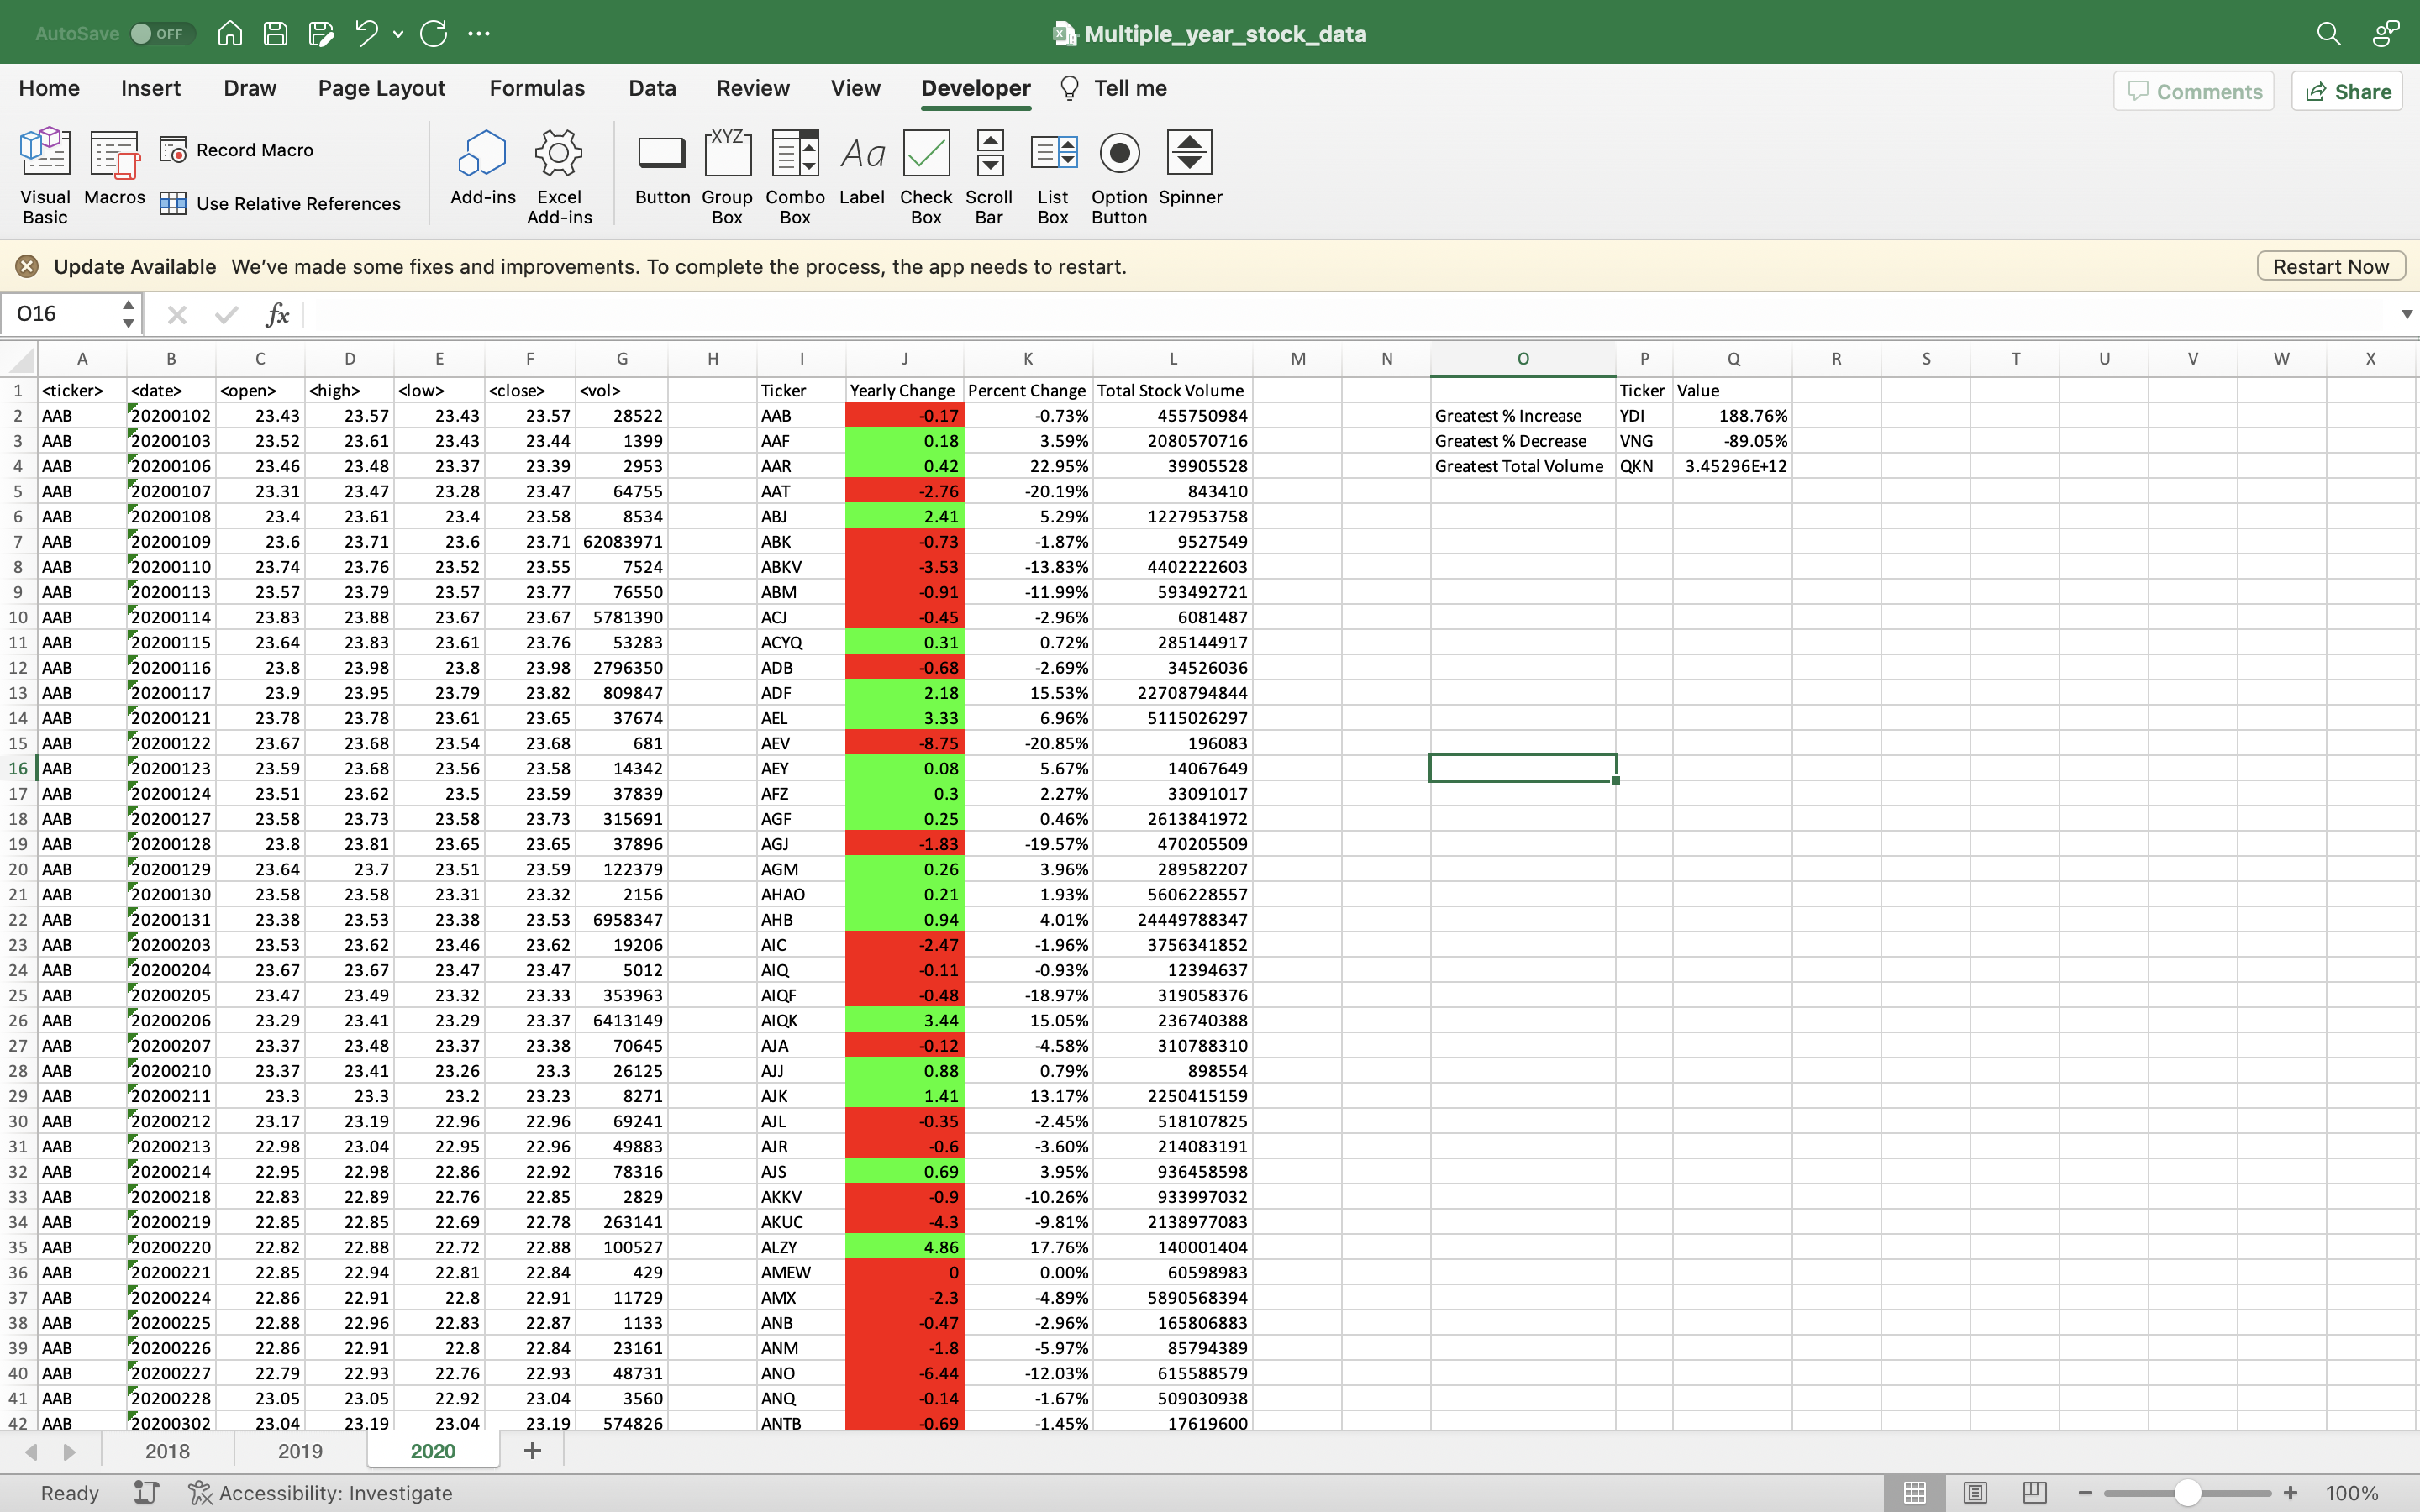 AutoSave OFF Multiple_year_stock_data
Home Insert Draw Page Layout Formulas Data Review View Developer Tell me Comments Share
Visual Basic Macros Record Macro Use Relative References Add-ins Excel Add-ins Button XYZ Group Box Combo Box Aa Label Check Box Scroll Bar List Box Option Button Spinner
Update Available We've made some fixes and improvements. To complete the process, the app needs to restart. Restart Now
O16 fx
A B C D E F G H I J K L M N O P Q R S T U V W X
1 <ticker> <date> <open> <high> <low> <close> <vol> Ticker Yearly Change Percent Change Total Stock Volume Ticker Value
2 AAB 20200102 23.43 23.57 23.43 23.57 28522 AAB -0.17 -0.73% 455750984 Greatest % Increase YDI 188.76%
3 AAB 20200103 23.52 23.61 23.43 23.44 1399 AAF 0.18 3.59% 2080570716 Greatest % Decrease VNG -89.05%
4 AAB 20200106 23.46 23.48 23.37 23.39 2953 AAR 0.42 22.95% 39905528 Greatest Total Volume QKN 3.45296E+12
5 AAB 20200107 23.31 23.47 23.28 23.47 64755 AAT -2.76 -20.19% 843410
6 AAB 20200108 23.4 23.61 23.4 23.58 8534 ABJ 2.41 5.29% 1227953758
7 AAB 20200109 23.6 23.71 23.6 23.71 62083971 ABK -0.73 -1.87% 9527549
8 AAB 20200110 23.74 23.76 23.52 23.55 7524 ABKV -3.53 -13.83% 4402222603
9 AAB 20200113 23.57 23.79 23.57 23.77 76550 ABM -0.91 -11.99% 593492721
10 AAB 20200114 23.83 23.88 23.67 23.67 5781390 ACJ -0.45 -2.96% 6081487
11 AAB 20200115 23.64 23.83 23.61 23.76 53283 ACYQ 0.31 0.72% 285144917
12 AAB 20200116 23.8 23.98 23.8 23.98 2796350 ADB -0.68 -2.69% 34526036
13 AAB 20200117 23.9 23.95 23.79 23.82 809847 ADF 2.18 15.53% 22708794844
14 AAB 20200121 23.78 23.78 23.61 23.65 37674 AEL 3.33 6.96% 5115026297
15 AAB 20200122 23.67 23.68 23.54 23.68 681 AEV -8.75 -20.85% 196083
16 AAB 20200123 23.59 23.68 23.56 23.58 14342 AEY 0.08 5.67% 14067649
17 AAB 20200124 23.51 23.62 23.5 23.59 37839 AFZ 0.3 2.27% 33091017
18 AAB 20200127 23.58 23.73 23.58 23.73 315691 AGF 0.25 0.46% 2613841972
19 AAB 20200128 23.8 23.81 23.65 23.65 37896 AGJ -1.83 -19.57% 470205509
20 AAB 20200129 23.64 23.7 23.51 23.59 122379 AGM 0.26 3.96% 289582207
21 AAB 20200130 23.58 23.58 23.31 23.32 2156 AHAO 0.21 1.93% 5606228557
22 AAB 20200131 23.38 23.53 23.38 23.53 6958347 AHB 0.94 4.01% 24449788347
23 AAB 20200203 23.53 23.62 23.46 23.62 19206 AIC -2.47 -1.96% 3756341852
24 AAB 20200204 23.67 23.67 23.47 23.47 5012 AIQ -0.11 -0.93% 12394637
25 AAB 20200205 23.47 23.49 23.32 23.33 353963 AIQF -0.48 -18.97% 319058376
26 AAB 20200206 23.29 23.41 23.29 23.37 6413149 AIQK 3.44 15.05% 236740388
27 AAB 20200207 23.37 23.48 23.37 23.38 70645 AJA -0.12 -4.58% 310788310
28 AAB 20200210 23.37 23.41 23.26 23.3 26125 AJJ 0.88 0.79% 898554
29 AAB 20200211 23.3 23.3 23.2 23.23 8271 AJK 1.41 13.17% 2250415159
30 AAB 20200212 23.17 23.19 22.96 22.96 69241 AJL -0.35 -2.45% 518107825
31 AAB 20200213 22.98 23.04 22.95 22.96 49883 AJR -0.6 -3.60% 214083191
32 AAB 20200214 22.95 22.98 22.86 22.92 78316 AJS 0.69 3.95% 936458598
33 AAB 20200218 22.83 22.89 22.76 22.85 2829 AKKV -0.9 -10.26% 933997032
34 AAB 20200219 22.85 22.85 22.69 22.78 263141 AKUC -4.3 -9.81% 2138977083
35 AAB 20200220 22.82 22.88 22.72 22.88 100527 ALZY 4.86 17.76% 140001404
36 AAB 20200221 22.85 22.94 22.81 22.84 429 AMEW 0 0.00% 60598983
37 AAB 20200224 22.86 22.91 22.8 22.91 11729 AMX -2.3 -4.89% 5890568394
38 AAB 20200225 22.88 22.96 22.83 22.87 1133 ANB -0.47 -2.96% 165806883
39 AAB 20200226 22.86 22.91 22.8 22.84 23161 ANM -1.8 -5.97% 85794389
40 AAB 20200227 22.79 22.93 22.76 22.93 48731 ANO -6.44 -12.03% 615588579
41 AAB 20200228 23.05 23.05 22.92 23.04 3560 ANQ -0.14 -1.67% 509030938
42 AAB 20200302 23.04 23.19 23.04 23.19 574826 ANTB -0.69 -1.45% 17619600
2018 2019 2020 +
Ready Accessibility: Investigate 100%